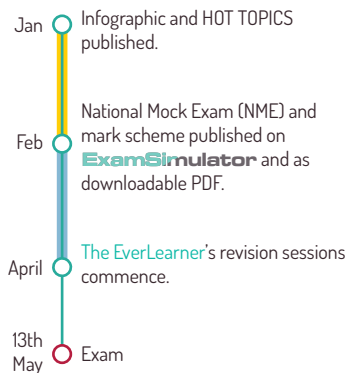 Jan
Infographic and HOT TOPICS
published.
Feb
National Mock Exam (NME) and
mark scheme published on
ExamSimulator and as
downloadable PDF.
April
The EverLearner's revision sessions
commence.
13th
May
Exam